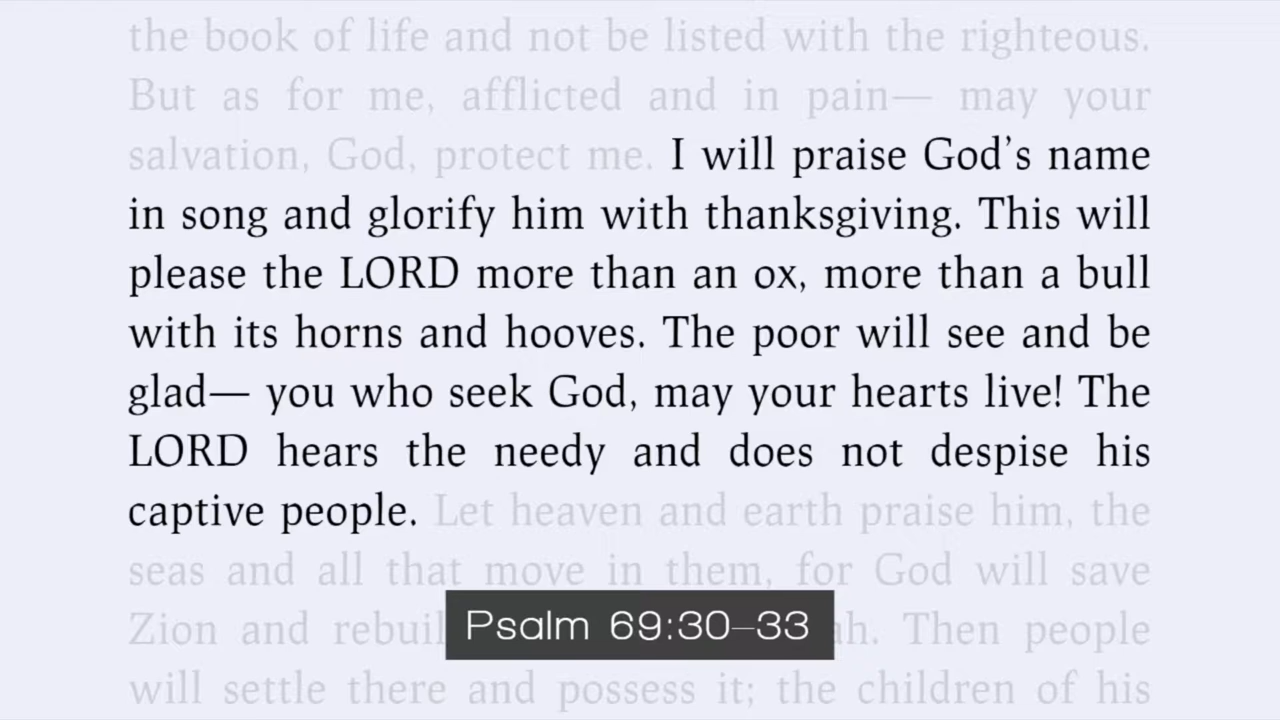 the book of life and not be listed with the righteous.
But as for me, afflicted and in pain— may your
salvation, God, protect me. I will praise God’s name
in song and glorify him with thanksgiving. This will
please the LORD more than an ox, more than a bull
with its horns and hooves. The poor will see and be
glad— you who seek God, may your hearts live! The
LORD hears the needy and does not despise his
captive people. Let heaven and earth praise him, the
seas and all that move in them, for God will save
Zion and Then people
Psalm 69:30–33
will settle there and possess it; the children of his